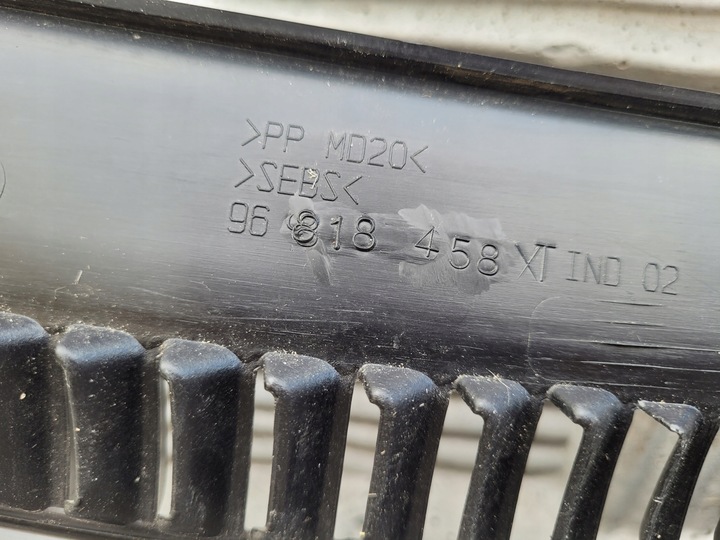 >PP MD20<
>SEBS<
96 818 458 XT IND 02